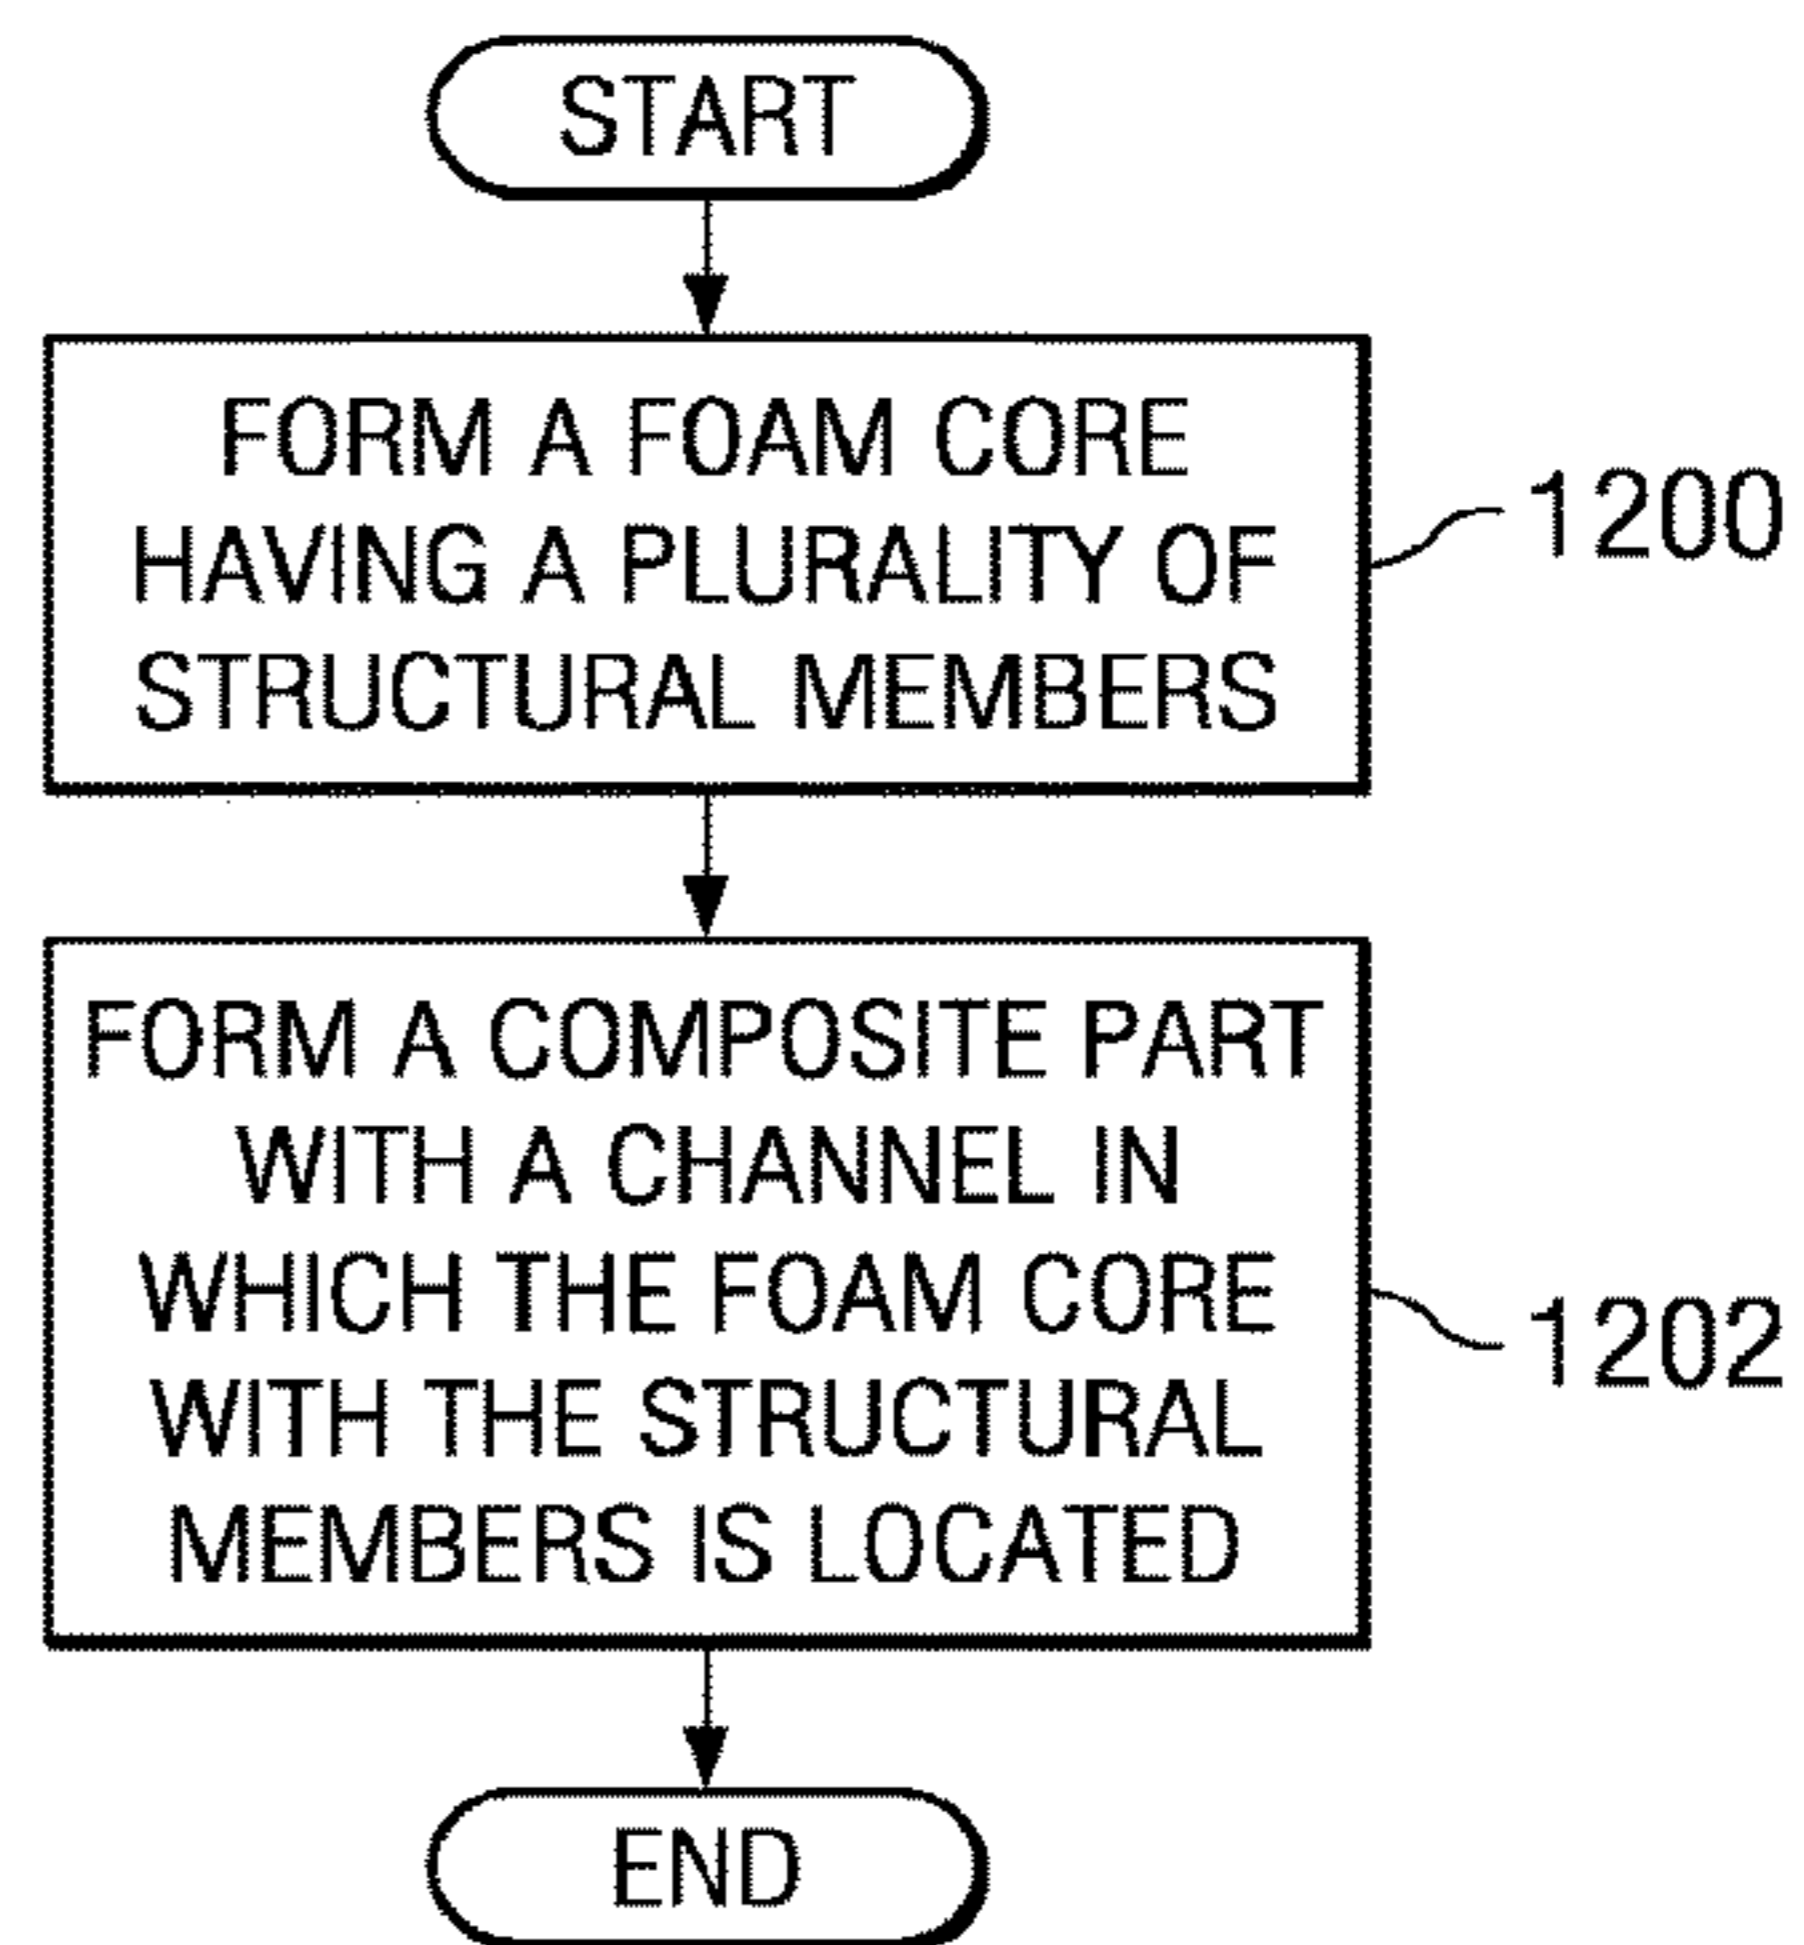 START
FORM A FOAM CORE
HAVING A PLURALITY OF
STRUCTURAL MEMBERS
1200
FORM A COMPOSITE PART
WITH A CHANNEL IN
WHICH THE FOAM CORE
WITH THE STRUCTURAL
MEMBERS IS LOCATED
1202
END